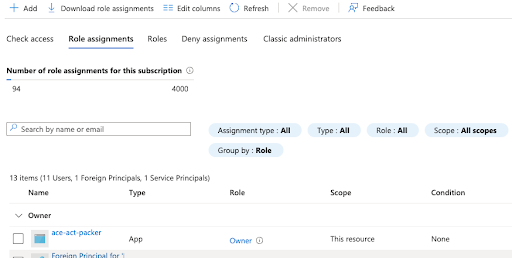 Add Download role assignments Edit columns Refresh Remove Feedback
Check access Role assignments Roles Deny assignments Classic administrators
Number of role assignments for this subscription
94 4000
Search by name or email Assignment type : All Type : All Role : All Scope : All scopes
Group by : Role
13 items (11 Users, 1 Foreign Principals, 1 Service Principals)
Name Type Role Scope Condition
Owner
ace-act-packer App Owner This resource None
Foreign Principal for